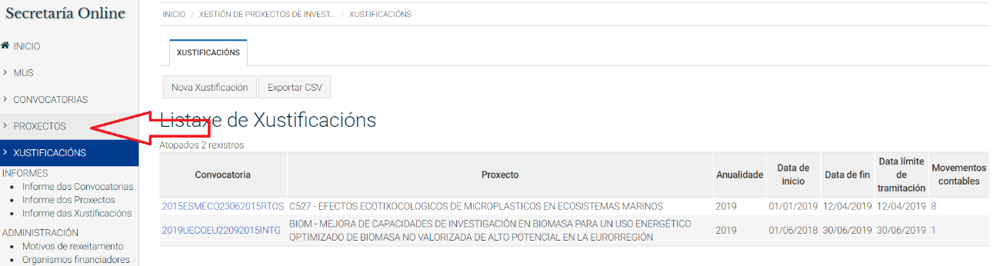 Secretaría Online
INICIO
MUS
CONVOCATORIAS
PROXECTOS
XUSTIFICACIÓNS
INFORMES
Informe das Convocatorias
Informe dos Proxectos
Informe das Xustificacións
ADMINISTRACIÓN
Motivos de rexeitamento
Organismos financiadores
INICIO / XESTIÓN DE PROXECTOS DE INVEST... / XUSTIFICACIÓNS
XUSTIFICACIÓNS
Nova Xustificación Exportar CSV
Listaxe de Xustificacións
Atopados 2 rexistros
Convocatoria Proxecto Anualidade Data de inicio Data de fin Data límite de tramitación Movementos contables
2015ESMECO23062015RTOS C527 - EFECTOS ECOTIXOCOLOGICOS DE MICROPLASTICOS EN ECOSISTEMAS MARINOS 2019 01/01/2019 12/04/2019 12/04/2019 8
2019UECOEU22092015INTG BIOM - MEJORA DE CAPACIDADES DE INVESTIGACIÓN EN BIOMASA PARA UN USO ENERGÉTICO 2019 01/06/2018 30/06/2019 30/06/2019 1
OPTIMIZADO DE BIOMASA NO VALORIZADA DE ALTO POTENCIAL EN LA EURORREGIÓN